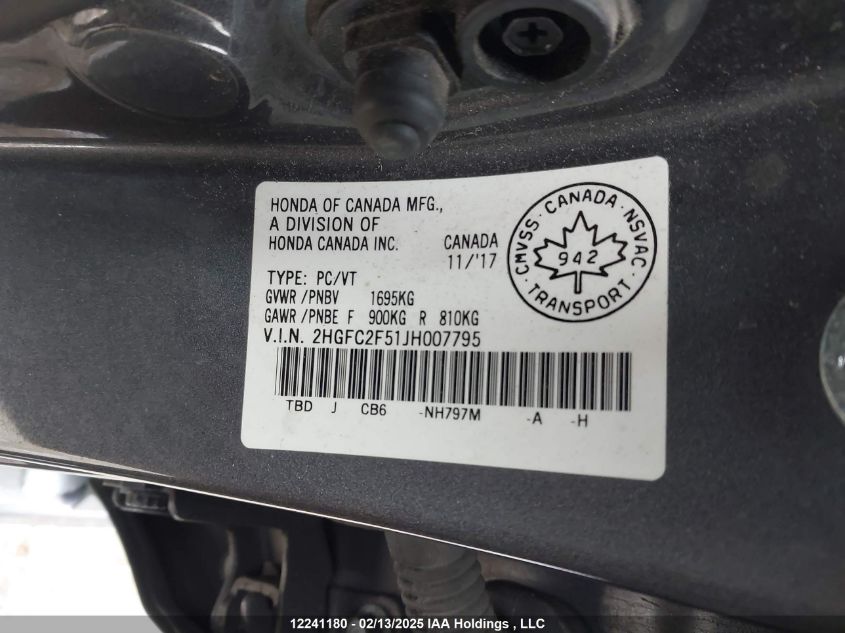 HONDA OF CANADA MFG.,
A DIVISION OF
HONDA CANADA INC. CANADA
11/'17
TYPE: PC/VT
GVWR /PNBV 1695KG
GAWR /PNBE F 900KG R 810KG
V.I.N. 2HGFC2F51JH007795
TBD J CB6 -NH797M -A -H
CMVSS · CANADA · NSVAC
942
· TRANSPORT ·
12241180 - 02/13/2025 IAA Holdings , LLC